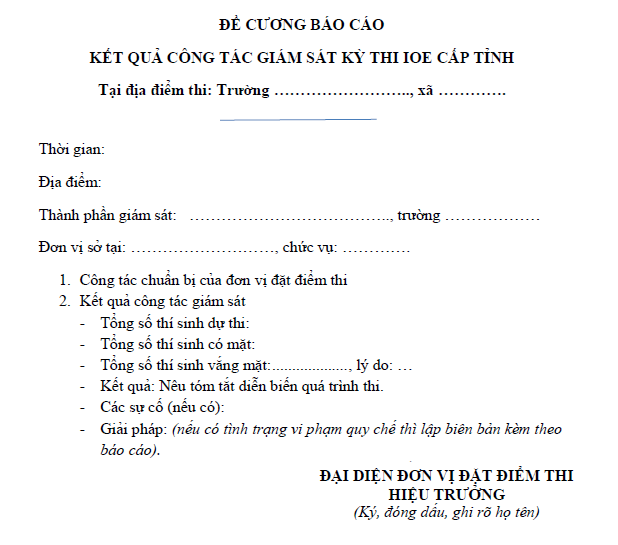 ĐỀ CƯƠNG BÁO CÁO
KẾT QUẢ CÔNG TÁC GIÁM SÁT KỲ THI IOE CẤP TỈNH
Tại địa điểm thi: Trường …………………….., xã ………….
Thời gian:
Địa điểm:
Thành phần giám sát: ………………………………., trường ………………
Đơn vị sở tại: ………………………, chức vụ: ………….
1. Công tác chuẩn bị của đơn vị đặt điểm thi
2. Kết quả công tác giám sát
- Tổng số thí sinh dự thi:
- Tổng số thí sinh có mặt:
- Tổng số thí sinh vắng mặt:...................., lý do: …
- Kết quả: Nêu tóm tắt diễn biến quá trình thi.
- Các sự cố (nếu có):
- Giải pháp: (nếu có tình trạng vi phạm quy chế thì lập biên bản kèm theo
báo cáo).
ĐẠI DIỆN ĐƠN VỊ ĐẶT ĐIỂM THI
HIỆU TRƯỞNG
(Ký, đóng dấu, ghi rõ họ tên)